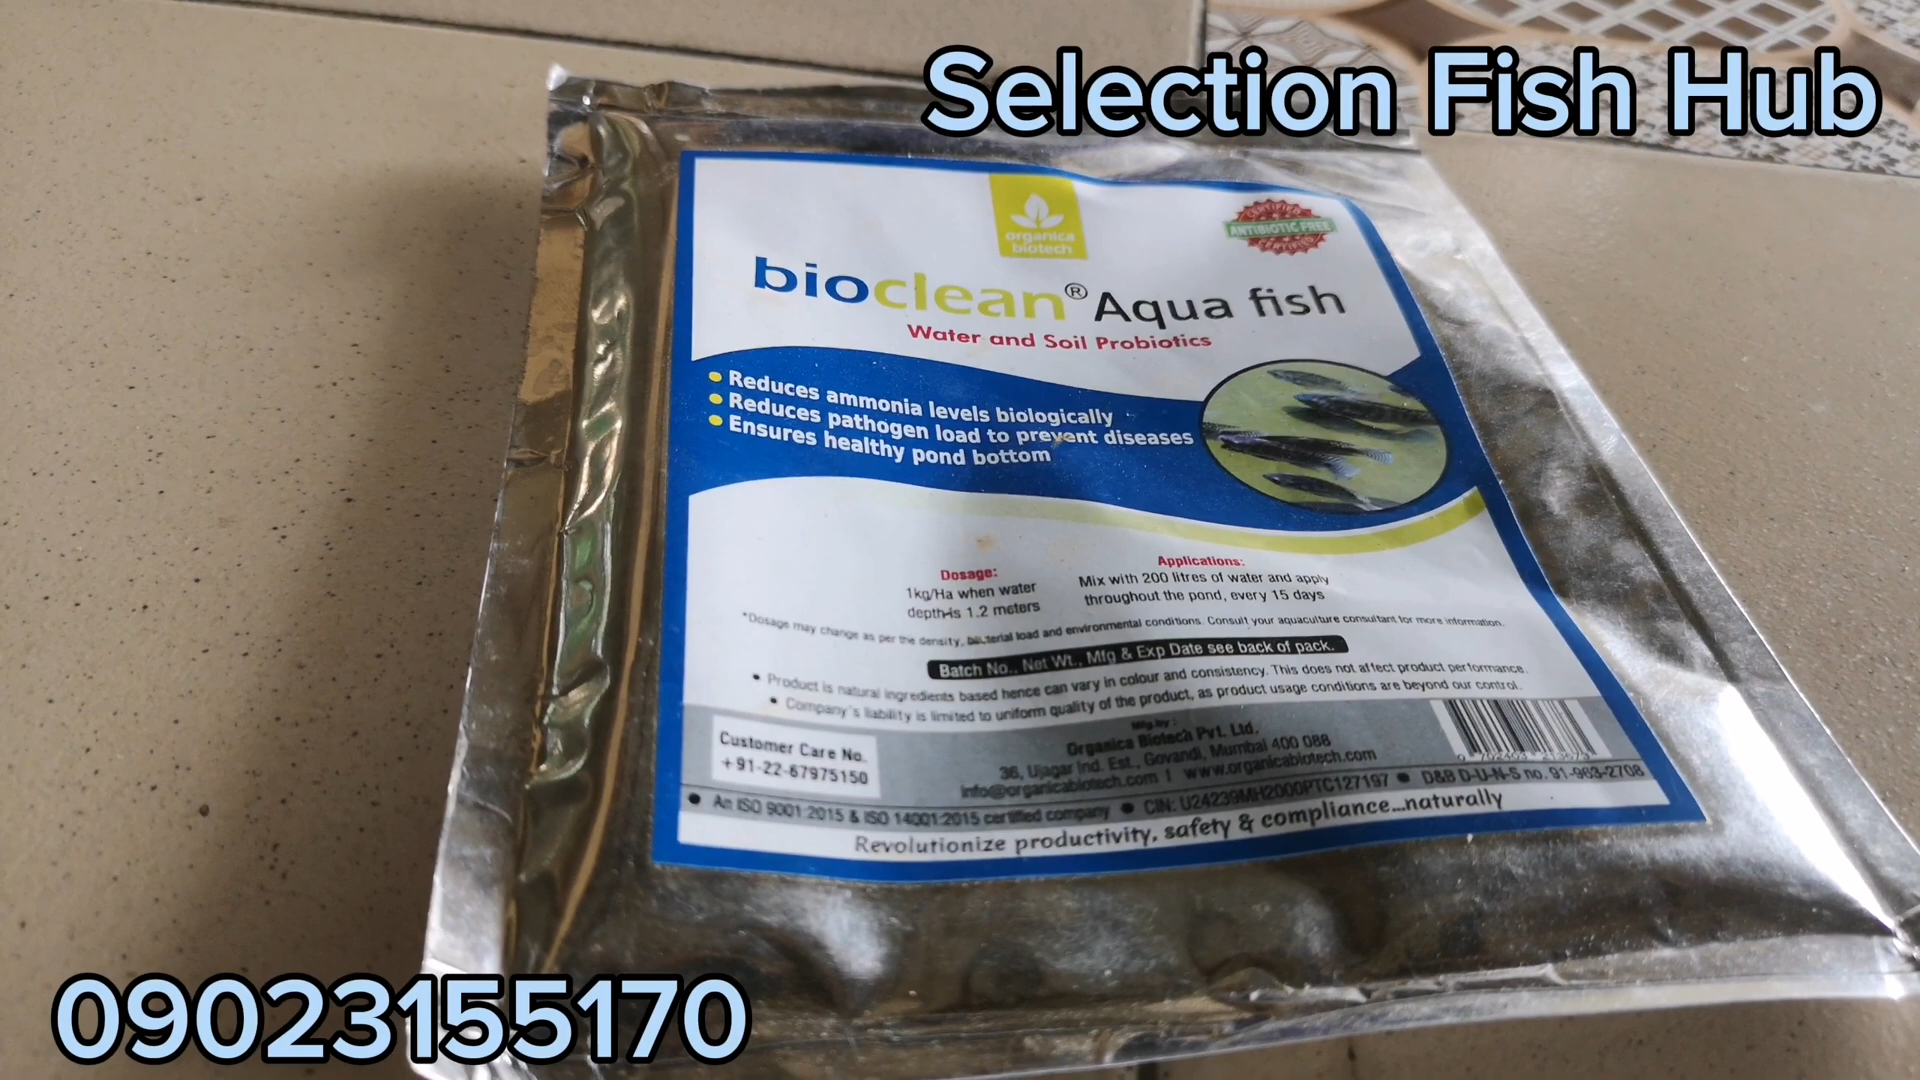 Selection Fish Hub
organica
biotech
CERTIFIED
ANTIBIOTIC FREE
CERTIFIED
bioclean® Aqua fish
Water and Soil Probiotics
• Reduces ammonia levels biologically
• Reduces pathogen load to prevent diseases
• Ensures healthy pond bottom
Dosage:
1kg/Ha when water
depth is 1.2 meters
Applications:
Mix with 200 litres of water and apply
throughout the pond, every 15 days
*Dosage may change as per the density, bacterial load and environmental conditions. Consult your aquaculture consultant for more information.
Batch No., Net Wt., Mfg & Exp Date see back of pack.
• Product is natural ingredients based hence can vary in colour and consistency. This does not affect product performance.
• Company's liability is limited to uniform quality of the product, as product usage conditions are beyond our control.
Customer Care No.
+91-22-67975150
Mfg. by :
Organica Biotech Pvt. Ltd.
36, Ujagar Ind. Est., Govandi, Mumbai 400 088
info@organicabiotech.com I www.organicabiotech.com
• An ISO 9001:2015 & ISO 14001:2015 certified company • CIN: U24239MH2000PTC127197 • D&B D-U-N-S no. 91-963-2708
Revolutionize productivity, safety & compliance...naturally
09023155170